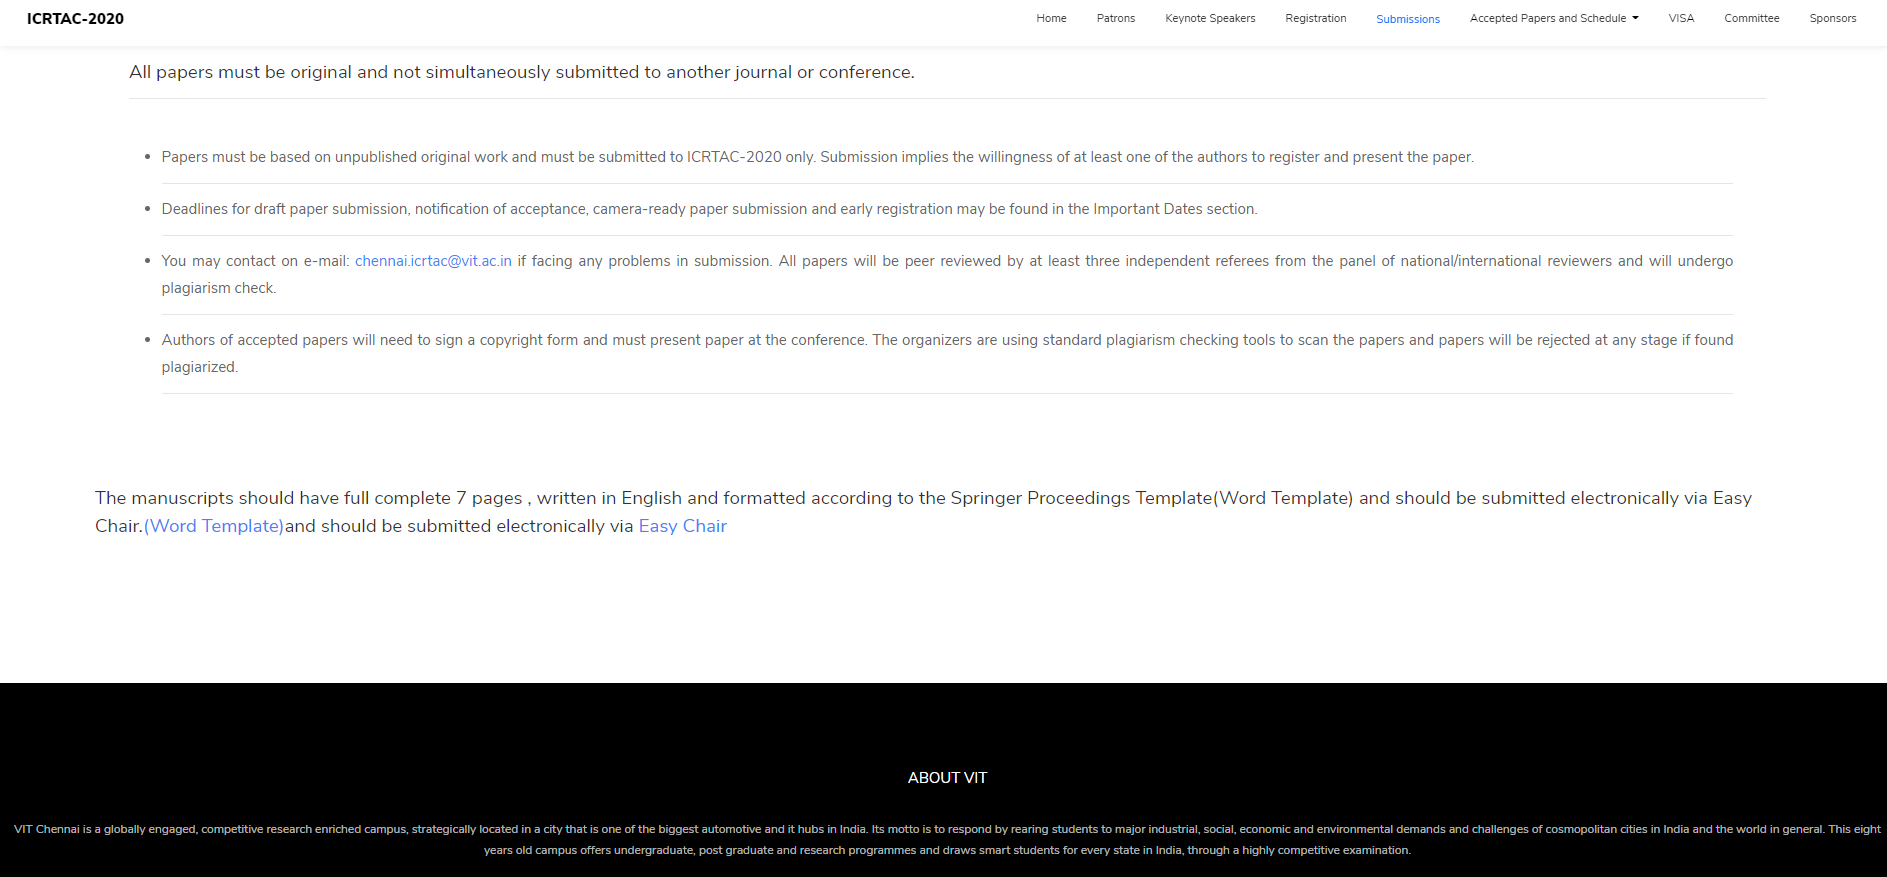 ICRTAC-2020
Home Patrons Keynote Speakers Registration Submissions Accepted Papers and Schedule VISA Committee Sponsors
All papers must be original and not simultaneously submitted to another journal or conference.
• Papers must be based on unpublished original work and must be submitted to ICRTAC-2020 only. Submission implies the willingness of at least one of the authors to register and present the paper.
• Deadlines for draft paper submission, notification of acceptance, camera-ready paper submission and early registration may be found in the Important Dates section.
• You may contact on e-mail: chennai.icrtac@vit.ac.in if facing any problems in submission. All papers will be peer reviewed by at least three independent referees from the panel of national/international reviewers and will undergo
plagiarism check.
• Authors of accepted papers will need to sign a copyright form and must present paper at the conference. The organizers are using standard plagiarism checking tools to scan the papers and papers will be rejected at any stage if found
plagiarized.
The manuscripts should have full complete 7 pages , written in English and formatted according to the Springer Proceedings Template(Word Template) and should be submitted electronically via Easy
Chair.(Word Template)and should be submitted electronically via Easy Chair
ABOUT VIT
VIT Chennai is a globally engaged, competitive research enriched campus, strategically located in a city that is one of the biggest automotive and it hubs in India. Its motto is to respond by rearing students to major industrial, social, economic and environmental demands and challenges of cosmopolitan cities in India and the world in general. This eight
years old campus offers undergraduate, post graduate and research programmes and draws smart students for every state in India, through a highly competitive examination.